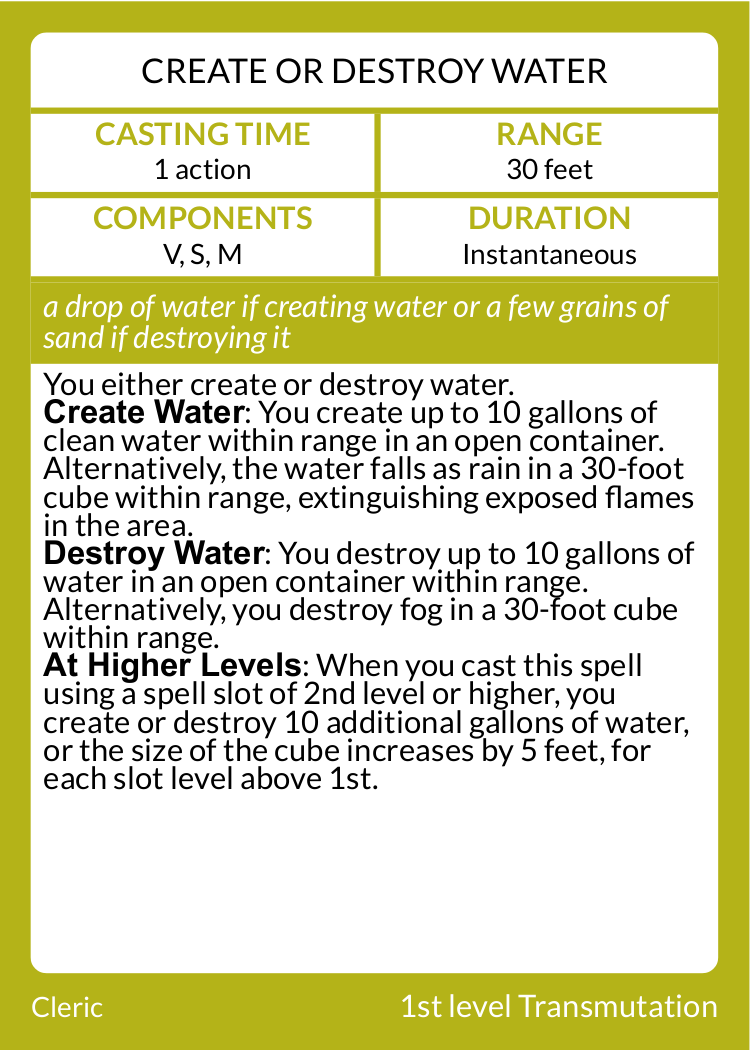 CREATE OR DESTROY WATER
CASTING TIME
1 action
RANGE
30 feet
COMPONENTS
V, S, M
DURATION
Instantaneous
a drop of water if creating water or a few grains of
sand if destroying it
You either create or destroy water.
Create Water: You create up to 10 gallons of
clean water within range in an open container.
Alternatively, the water falls as rain in a 30-foot
cube within range, extinguishing exposed flames
in the area.
Destroy Water: You destroy up to 10 gallons of
water in an open container within range.
Alternatively, you destroy fog in a 30-foot cube
within range.
At Higher Levels: When you cast this spell
using a spell slot of 2nd level or higher, you
create or destroy 10 additional gallons of water,
or the size of the cube increases by 5 feet, for
each slot level above 1st.
Cleric
1st level Transmutation